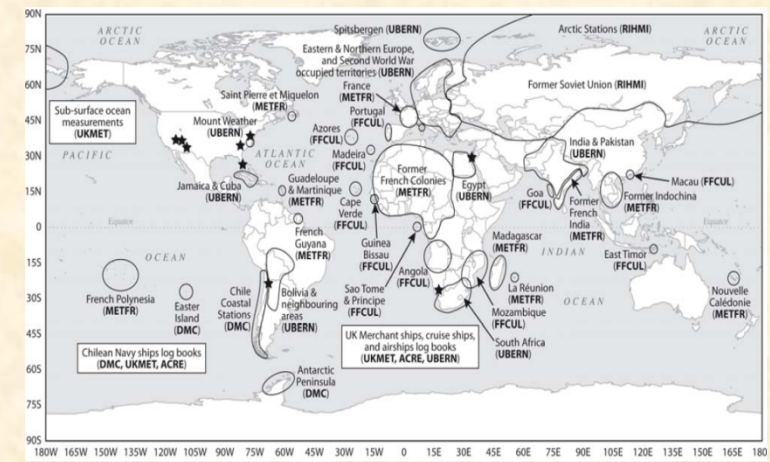 90N
75N
60N
45N
30N
15N
0
15S
30S
45S
60S
75S
90S
ARCTIC
OCEAN
Spitsbergen (UBERN)
Arctic Stations (RIHMI)
ARCTIC
OCEAN
Eastern & Northern Europe,
and Second World War
occupied territories (UBERN)
Former Soviet Union (RIHMI)
Sub-surface ocean
measurements
(UKMET)
Saint Pierre et Miquelon
(METFR)
France
(METFR)
Mount Weather
(UBERN)
Portugal
(FFCUL)
Azores
(FFCUL)
PACIFIC
ATLANTIC
OCEAN
Madeira
(FFCUL)
India & Pakistan
(UBERN)
Jamaica & Cuba
(UBERN)
Guadeloupe
& Martinique
(METFR)
Cape
Verde
(FFCUL)
Former
French Colonies
(METFR)
Egypt
(UBERN)
Goa
(FFCUL)
Former
French
India
(METFR)
Macau (FFCUL)
Former Indochina
(METFR)
PACIFIC
OCEAN
Equator
Equator
French
Guyana
(METFR)
Guinea
Bissau
(FFCUL)
Madagascar
(METFR)
INDIAN
East Timor
(FFCUL)
OCEAN
Angola
(FFCUL)
Sao Tome
& Principe
(FFCUL)
French Polynesia
(METFR)
Easter
Island
(DMC)
Chile
Coastal
Stations
(DMC)
Bolivia &
neighbouring
areas
(UBERN)
La Réunion
(METFR)
Mozambique
(FFCUL)
OCEAN
Nouvelle
Calédonie
(METFR)
South Africa
(UBERN)
Chilean Navy ships log books
(DMC, UKMET, ACRE)
UK Merchant ships, cruise ships,
and airships log books
(UKMET, ACRE, UBERN)
Antarctic
Peninsula
(DMC)
180W 165W 150W 135W 120W 105W 90W 75W 60W 45W 30W 15W 0 15E 30E 45E 60E 75E 90E 105E 120E 135E 150E 165E 180